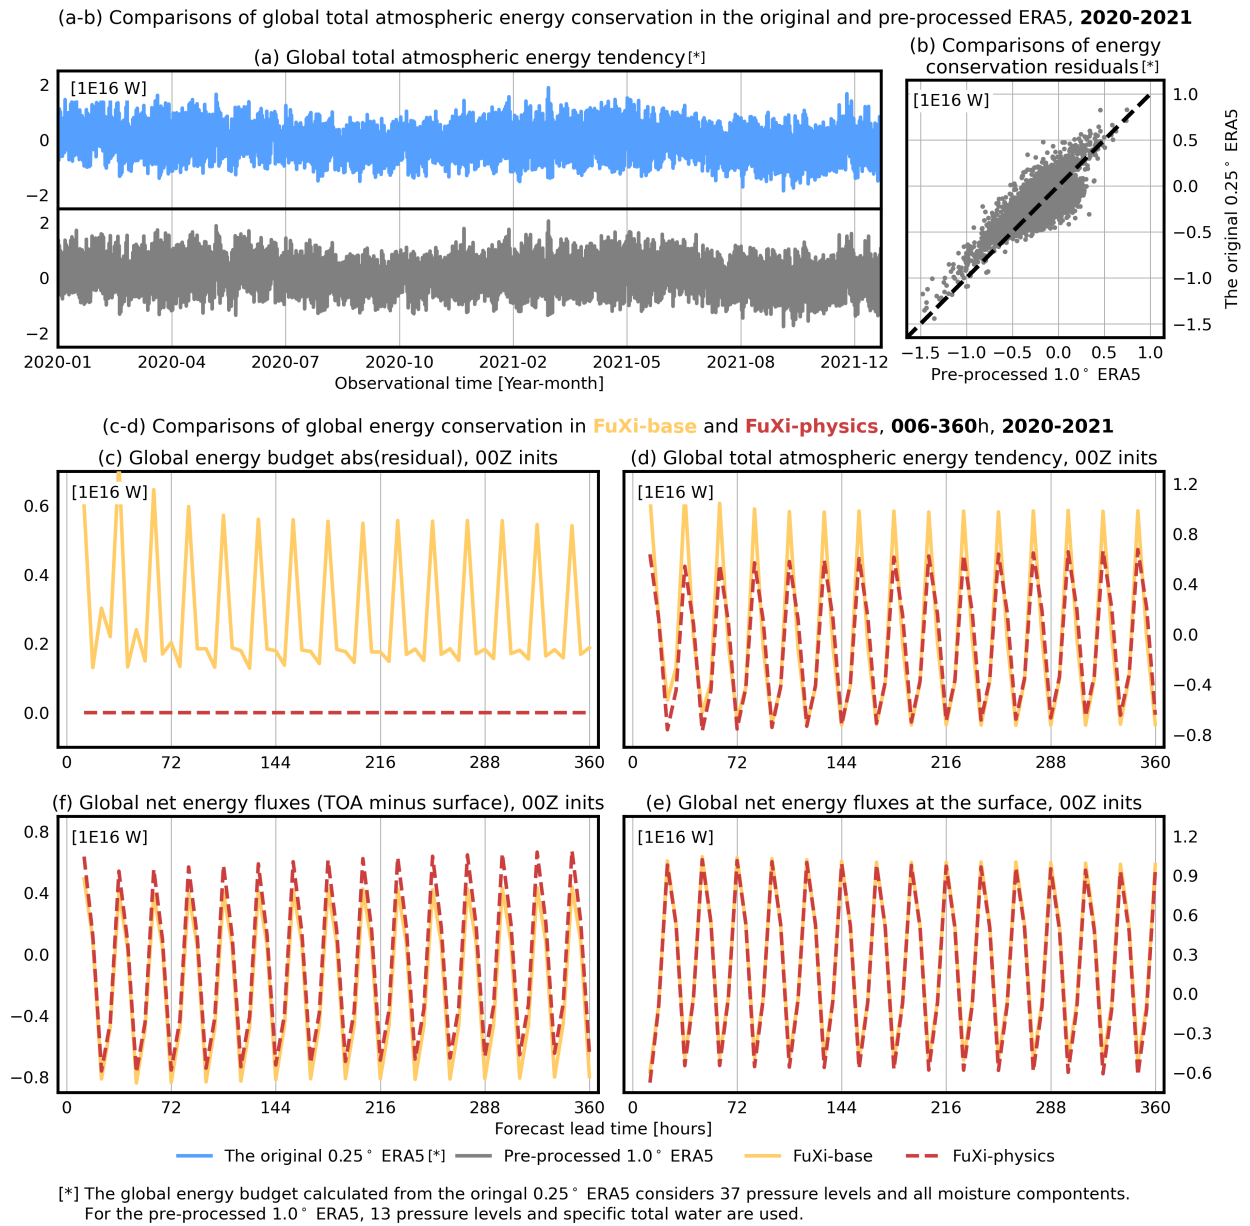 (a-b) Comparisons of global total atmospheric energy conservation in the original and pre-processed ERA5, 2020-2021
(a) Global total atmospheric energy tendency[*]
[1E16 W]
2
0
−2
2
0
−2
2020-01 2020-04 2020-07 2020-10 2021-02 2021-05 2021-08 2021-12
Observational time [Year-month]
(b) Comparisons of energy
conservation residuals[*]
[1E16 W]
1.0
0.5
0.0
−0.5
−1.0
−1.5
The original 0.25° ERA5
−1.5 −1.0 −0.5 0.0 0.5 1.0
Pre-processed 1.0° ERA5
(c-d) Comparisons of global energy conservation in FuXi-base and FuXi-physics, 006-360h, 2020-2021
(c) Global energy budget abs(residual), 00Z inits
[1E16 W]
0.6
0.4
0.2
0.0
0 72 144 216 288 360
(d) Global total atmospheric energy tendency, 00Z inits
[1E16 W]
1.2
0.8
0.4
0.0
−0.4
−0.8
0 72 144 216 288 360
(f) Global net energy fluxes (TOA minus surface), 00Z inits
[1E16 W]
0.8
0.4
0.0
−0.4
−0.8
0 72 144 216 288 360
(e) Global net energy fluxes at the surface, 00Z inits
[1E16 W]
1.2
0.9
0.6
0.3
0.0
−0.3
−0.6
0 72 144 216 288 360
Forecast lead time [hours]
The original 0.25° ERA5[*] Pre-processed 1.0° ERA5 FuXi-base FuXi-physics
[*] The global energy budget calculated from the oringal 0.25° ERA5 considers 37 pressure levels and all moisture compontents.
For the pre-processed 1.0° ERA5, 13 pressure levels and specific total water are used.